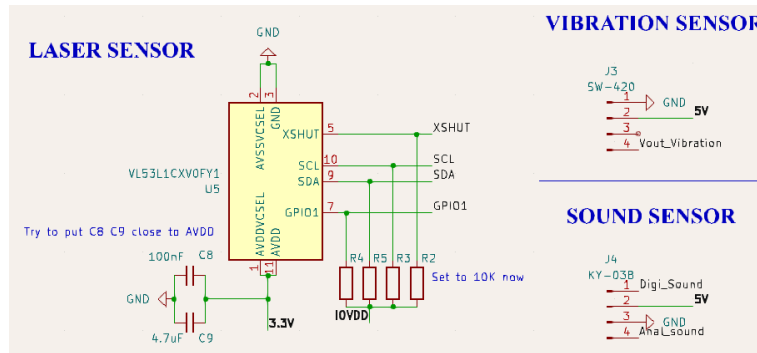 LASER SENSOR
GND
2
3
AVSSVCSEL
GND
XSHUT
5
XSHUT
SCL
10
SCL
SDA
9
SDA
GPIO1
7
GPIO1
VL53L1CXV0FY1
U5
AVDDVCSEL
AVDD
1
11
Try to put C8 C9 close to AVDD
100nF
C8
GND
4.7uF
C9
3.3V
R4
R5
R3
R2
Set to 10K now
IOVDD
VIBRATION SENSOR
J3
SW-420
1
GND
2
5V
3
4
Vout_Vibration
SOUND SENSOR
J4
KY-038
1
Digi_Sound
2
5V
3
GND
4
Anal_sound